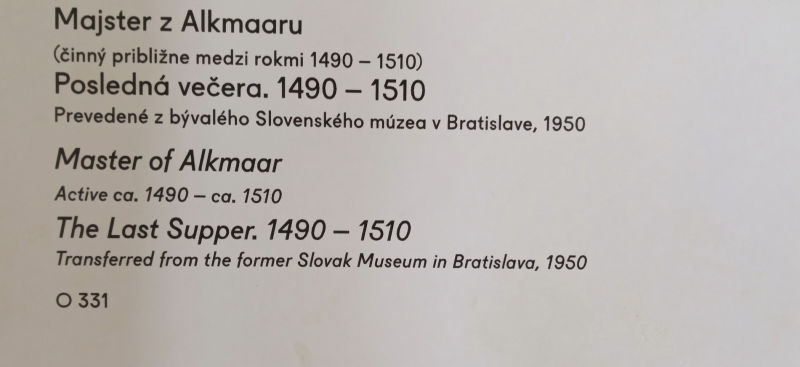 Majster z Alkmaaru
(činný približne medzi rokmi 1490 – 1510)
Posledná večera. 1490 – 1510
Prevedené z bývalého Slovenského múzea v Bratislave, 1950
Master of Alkmaar
Active ca. 1490 – ca. 1510
The Last Supper. 1490 – 1510
Transferred from the former Slovak Museum in Bratislava, 1950
O 331